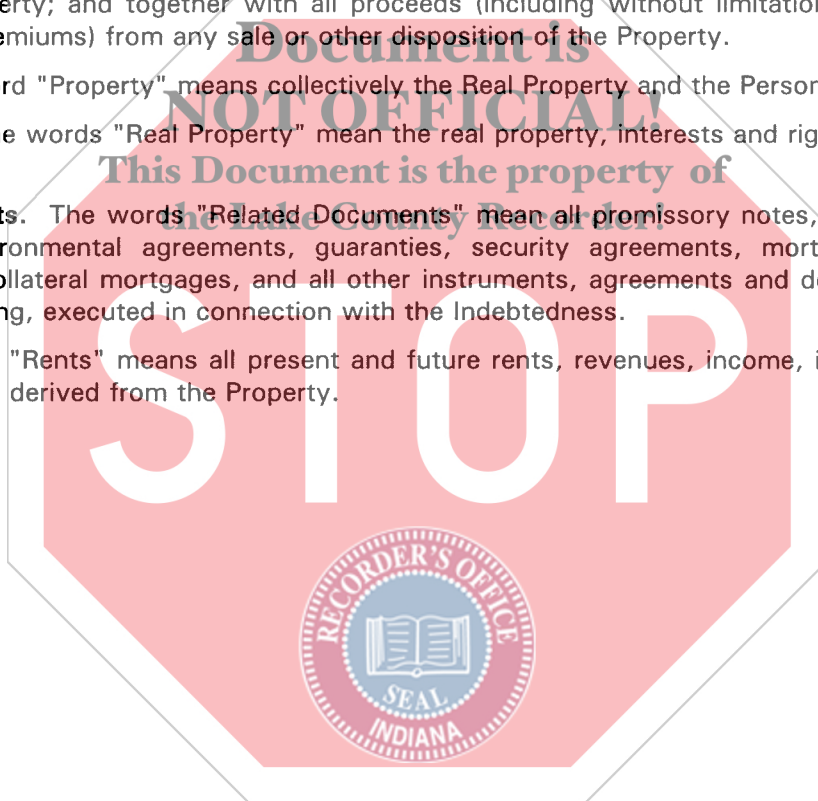 erty; and together with all proceeds (including without limitation
emiums) from any sale or other disposition of the Property.
Document is
rd "Property" means collectively the Real Property and the Person
NOT OFFICIAL!
e words "Real Property" mean the real property, interests and rig
This Document is the property of
the Lake County Recorder!
ts. The words "Related Documents" mean all promissory notes,
ronmental agreements, guaranties, security agreements, mort
ollateral mortgages, and all other instruments, agreements and d
ng, executed in connection with the Indebtedness.
"Rents" means all present and future rents, revenues, income, i
derived from the Property.
STOP
RECORDER'S OFFICE
SEAL
INDIANA